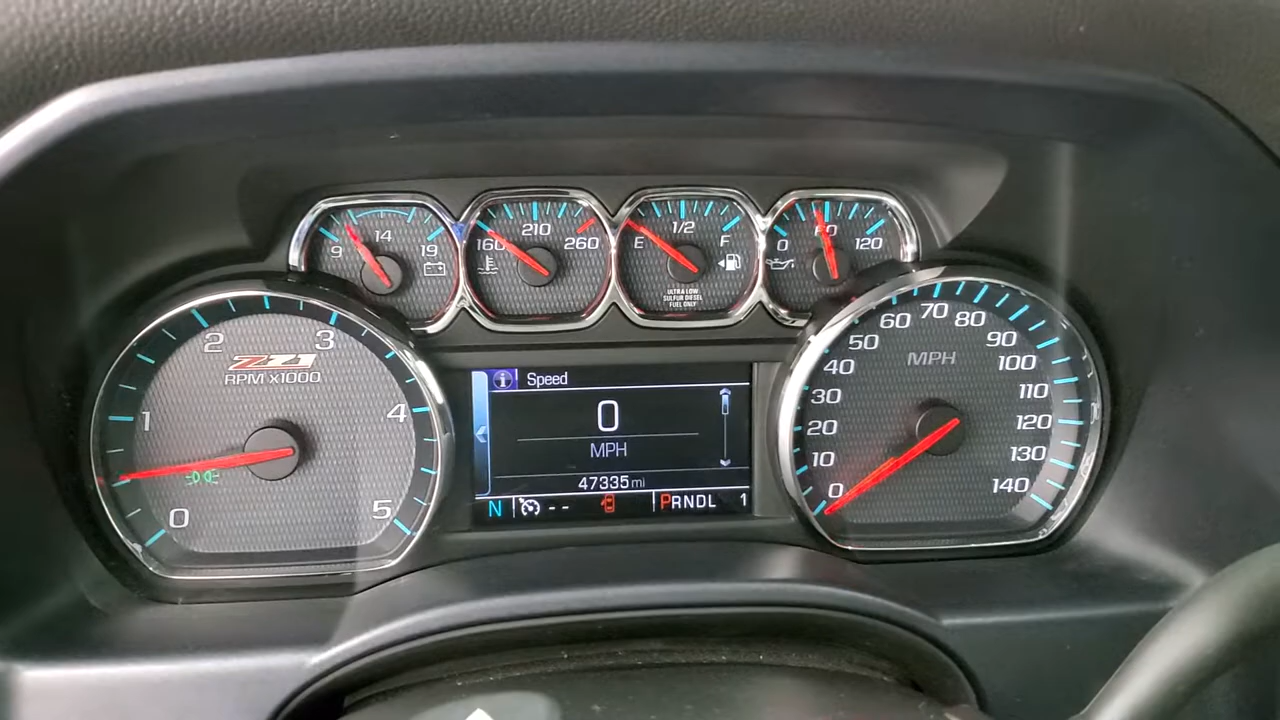 9 14 19
160 210 260
E 1/2 F
ULTRA LOW
SULFUR DIESEL
FUEL ONLY
0 120
0 1 2 3 4 5
Z71
RPM X1000
i Speed
0
MPH
47335 mi
N -- PRNDL 1
0 10 20 30 40 50 60 70 80 90 100 110 120 130 140
MPH